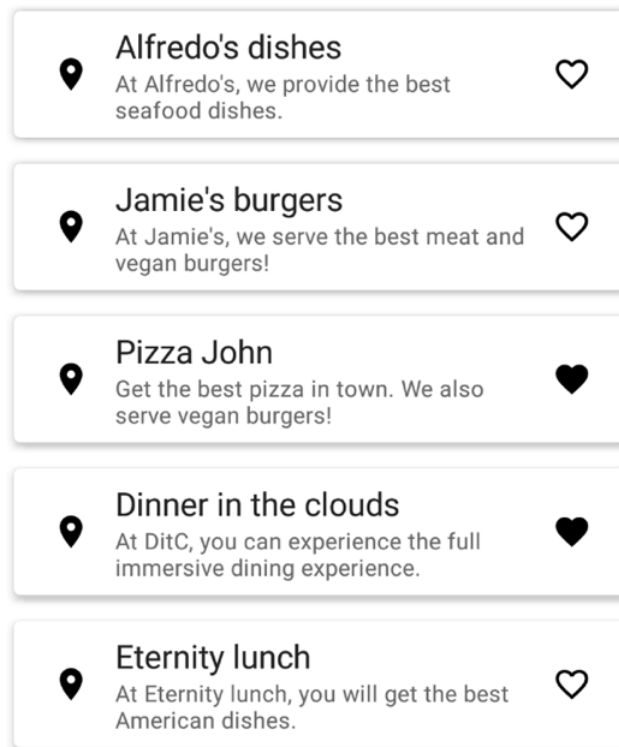 Alfredo's dishes
At Alfredo's, we provide the best
seafood dishes.
Jamie's burgers
At Jamie's, we serve the best meat and
vegan burgers!
Pizza John
Get the best pizza in town. We also
serve vegan burgers!
Dinner in the clouds
At DitC, you can experience the full
immersive dining experience.
Eternity lunch
At Eternity lunch, you will get the best
American dishes.